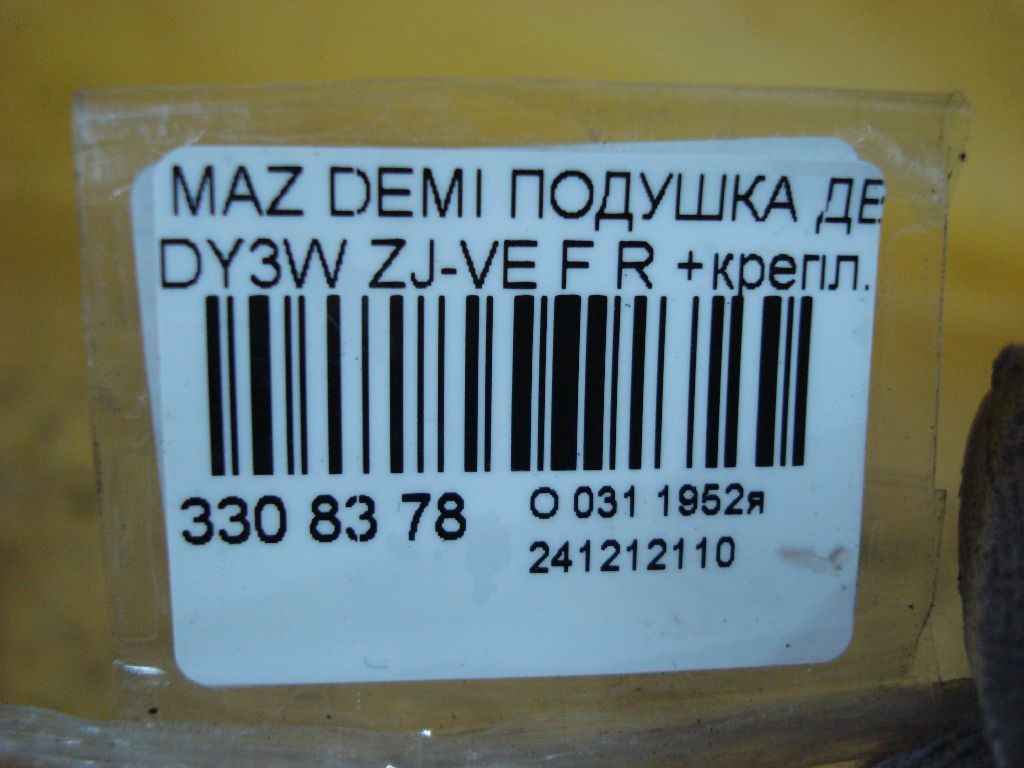 MAZ DEMI ПОДУШКА ДВ
DY3W ZJ-VE F R +крепл.
330 83 78
О 031 1952я
241212110